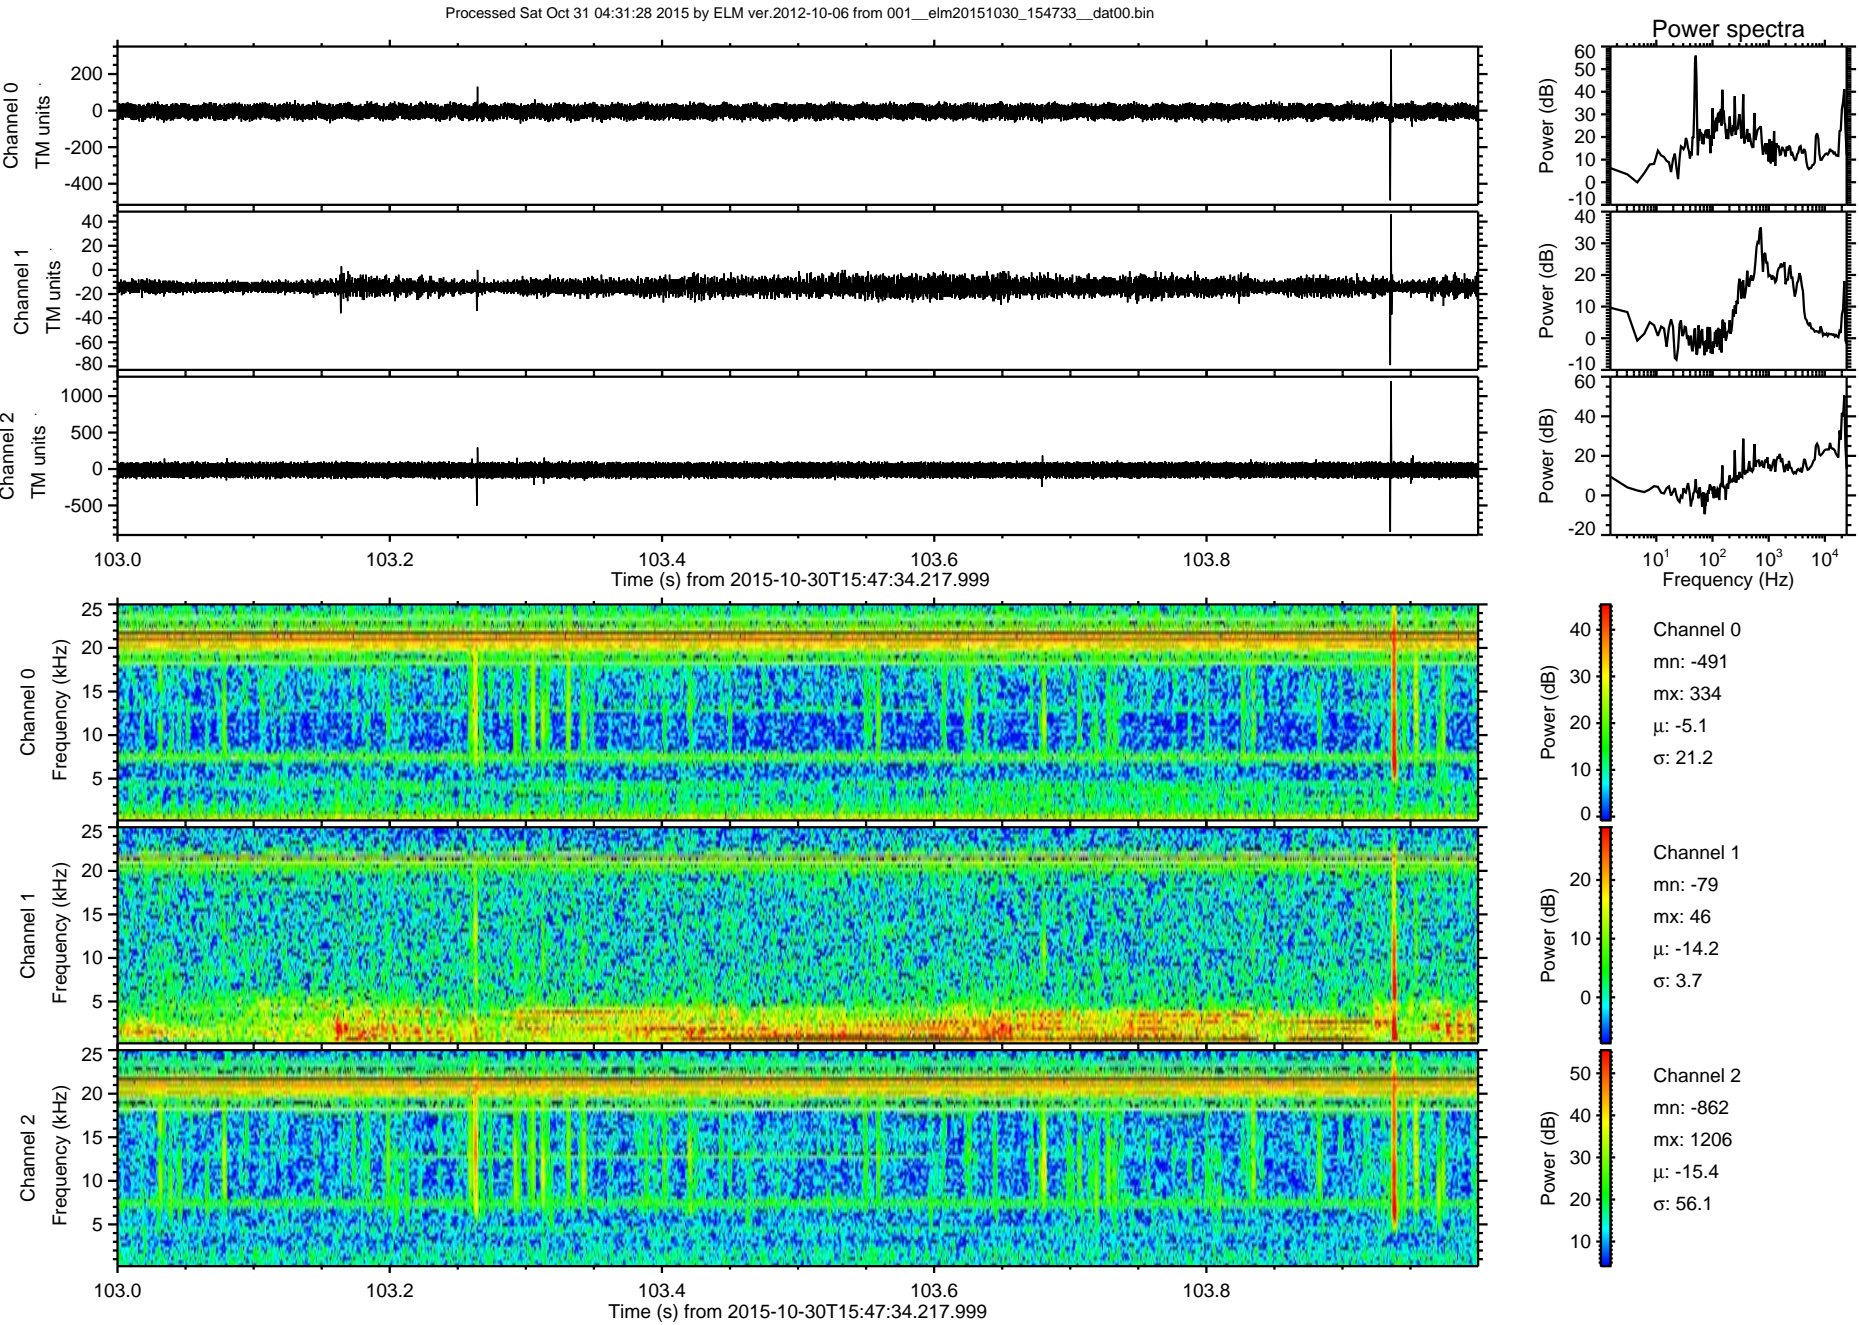 Processed Sat Oct 31 04:31:28 2015 by ELM ver.2012-10-06 from 001__elm20151030_154733__dat00.bin
Power spectra
Channel 0
TM units
200
0
-200
-400
Power (dB)
60
50
40
30
20
10
0
-10
Channel 1
TM units
40
20
0
-20
-40
-60
-80
Power (dB)
40
30
20
10
0
-10
Channel 2
TM units
1000
500
0
-500
Power (dB)
60
40
20
0
-20
103.0 103.2 103.4 103.6 103.8
Time (s) from 2015-10-30T15:47:34.217.999
10¹ 10² 10³ 10⁴
Frequency (Hz)
Channel 0
Frequency (kHz)
25
20
15
10
5
Power (dB)
40
30
20
10
0
Channel 0
mn: -491
mx: 334
μ: -5.1
σ: 21.2
Channel 1
Frequency (kHz)
25
20
15
10
5
Power (dB)
20
10
0
Channel 1
mn: -79
mx: 46
μ: -14.2
σ: 3.7
Channel 2
Frequency (kHz)
25
20
15
10
5
Power (dB)
50
40
30
20
10
Channel 2
mn: -862
mx: 1206
μ: -15.4
σ: 56.1
103.0 103.2 103.4 103.6 103.8
Time (s) from 2015-10-30T15:47:34.217.999